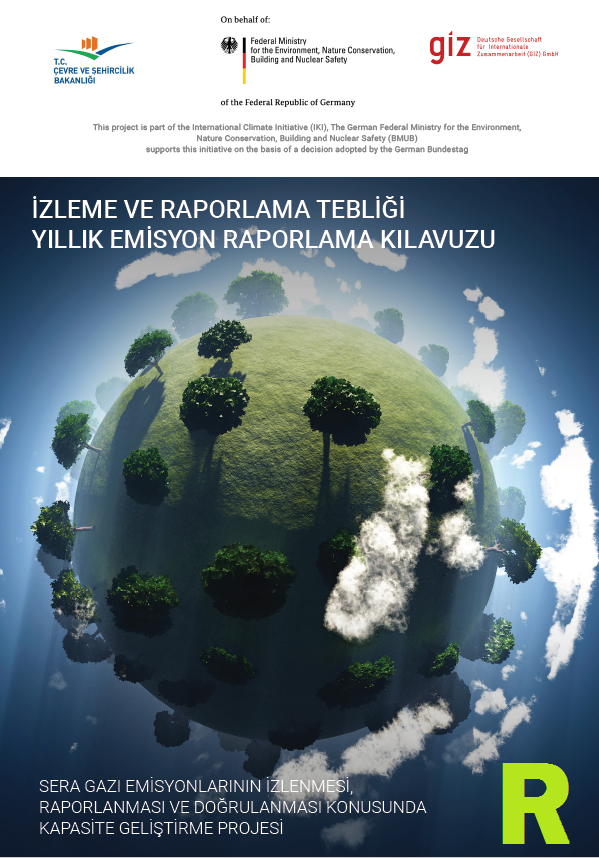 On behalf of:
T.C.
ÇEVRE VE ŞEHİRCİLİK
BAKANLIĞI
Federal Ministry
for the Environment, Nature Conservation,
Building and Nuclear Safety
giz
Deutsche Gesellschaft
für Internationale
Zusammenarbeit (GIZ) GmbH
of the Federal Republic of Germany
This project is part of the International Climate Initiative (IKI), The German Federal Ministry for the Environment,
Nature Conservation, Building and Nuclear Safety (BMUB)
supports this initiative on the basis of a decision adopted by the German Bundestag
İZLEME VE RAPORLAMA TEBLİĞİ
YILLIK EMİSYON RAPORLAMA KILAVUZU
SERA GAZI EMİSYONLARININ İZLENMESİ,
RAPORLANMASI VE DOĞRULANMASI KONUSUNDA
KAPASİTE GELİŞTİRME PROJESİ
R